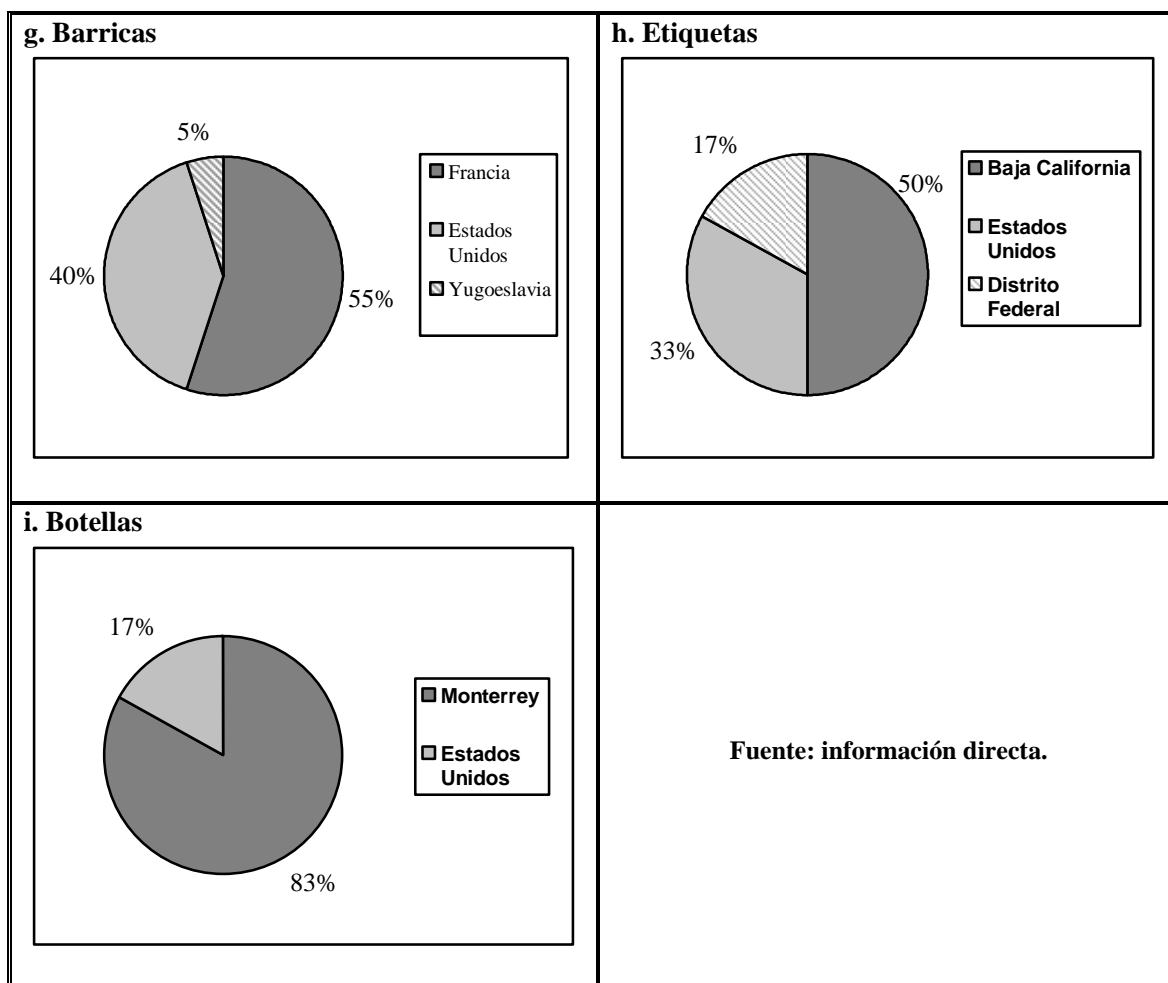 g. Barricas
5%
40%
55%
Francia
Estados
Unidos
Yugoeslavia
h. Etiquetas
17%
50%
33%
Baja California
Estados
Unidos
Distrito
Federal
i. Botellas
17%
83%
Monterrey
Estados
Unidos
Fuente: información directa.